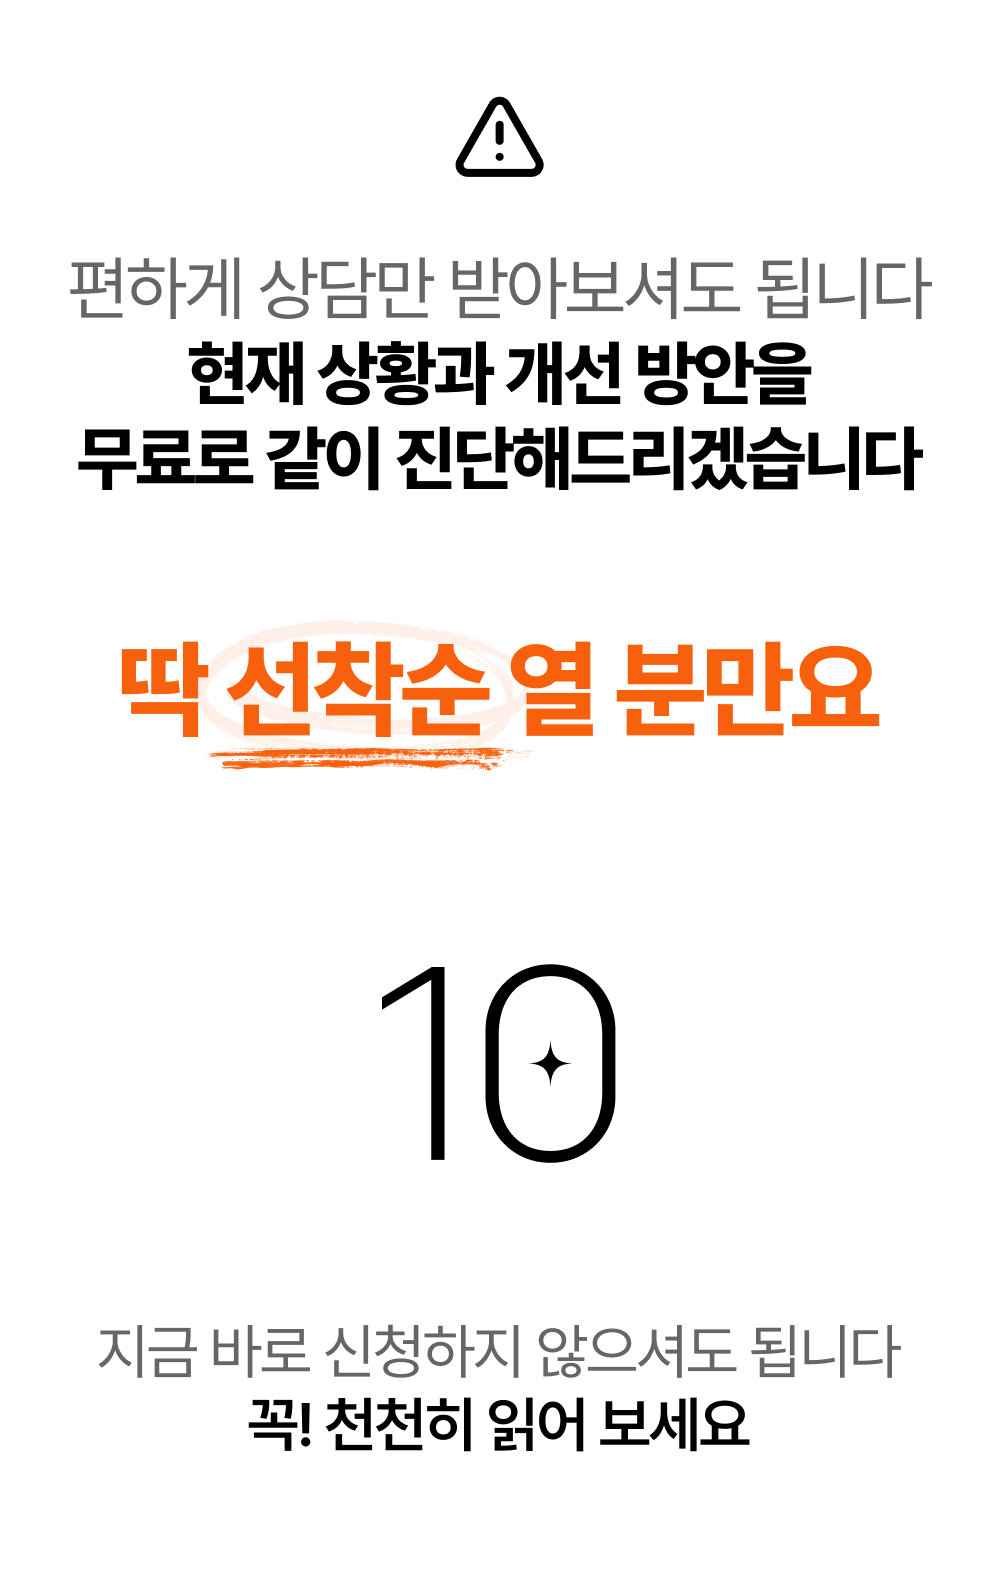 편하게 상담만 받아보셔도 됩니다
현재 상황과 개선 방안을
무료로 같이 진단해드리겠습니다
딱 선착순 열 분만요
10
지금 바로 신청하지 않으셔도 됩니다
꼭! 천천히 읽어 보세요